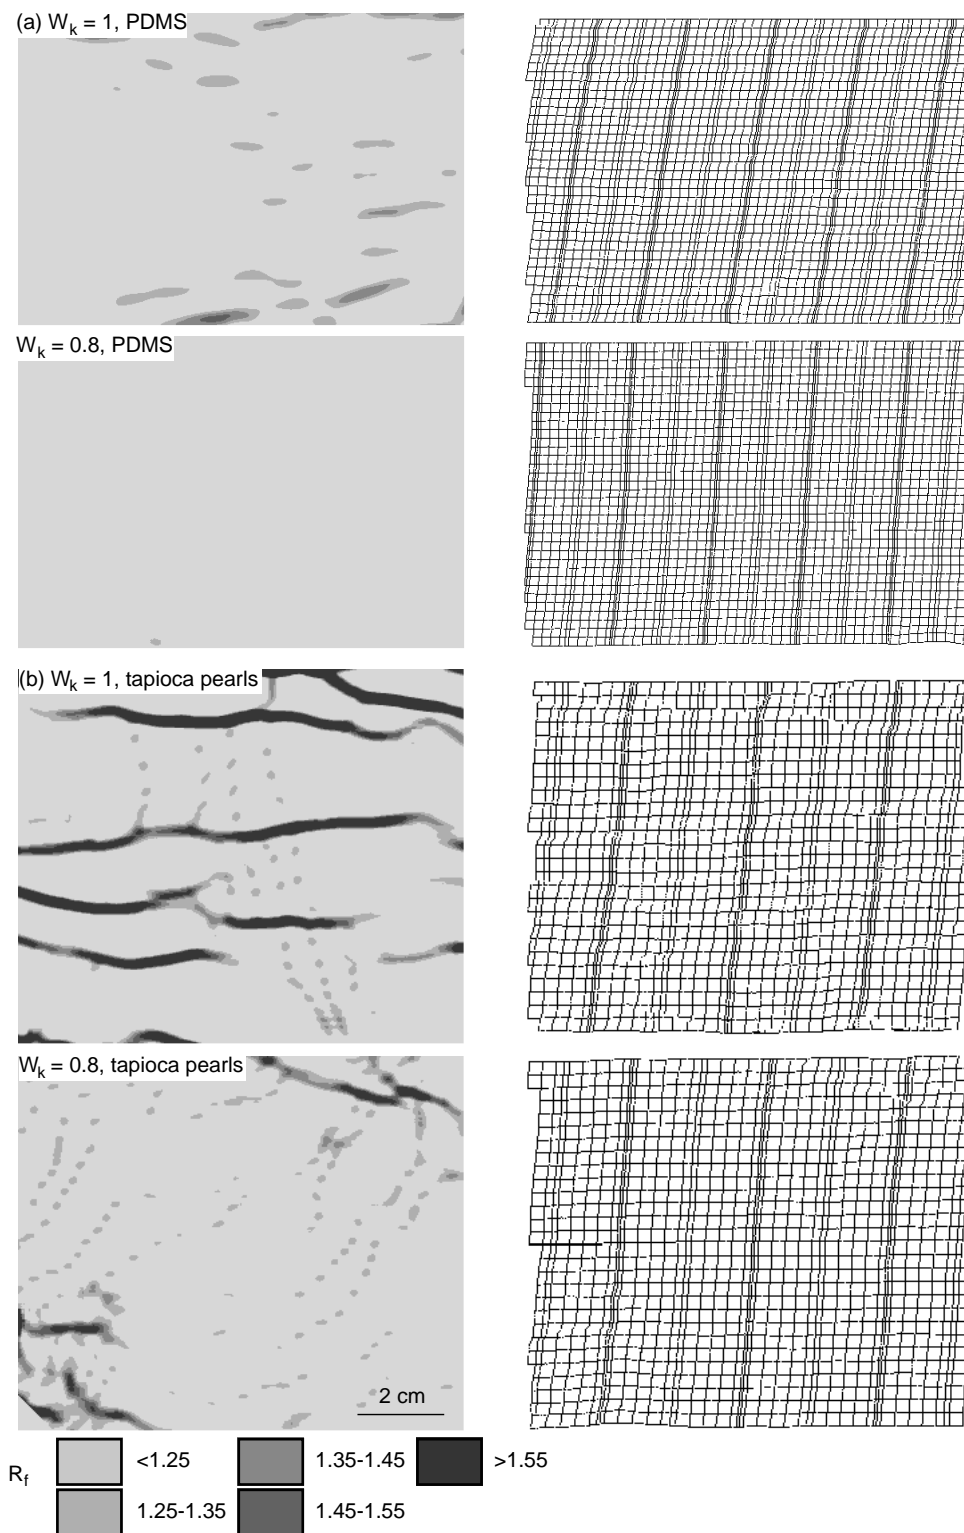 (a) Wk = 1, PDMS
Wk = 0.8, PDMS
(b) Wk = 1, tapioca pearls
Wk = 0.8, tapioca pearls
2 cm
Rf
<1.25
1.35-1.45
>1.55
1.25-1.35
1.45-1.55